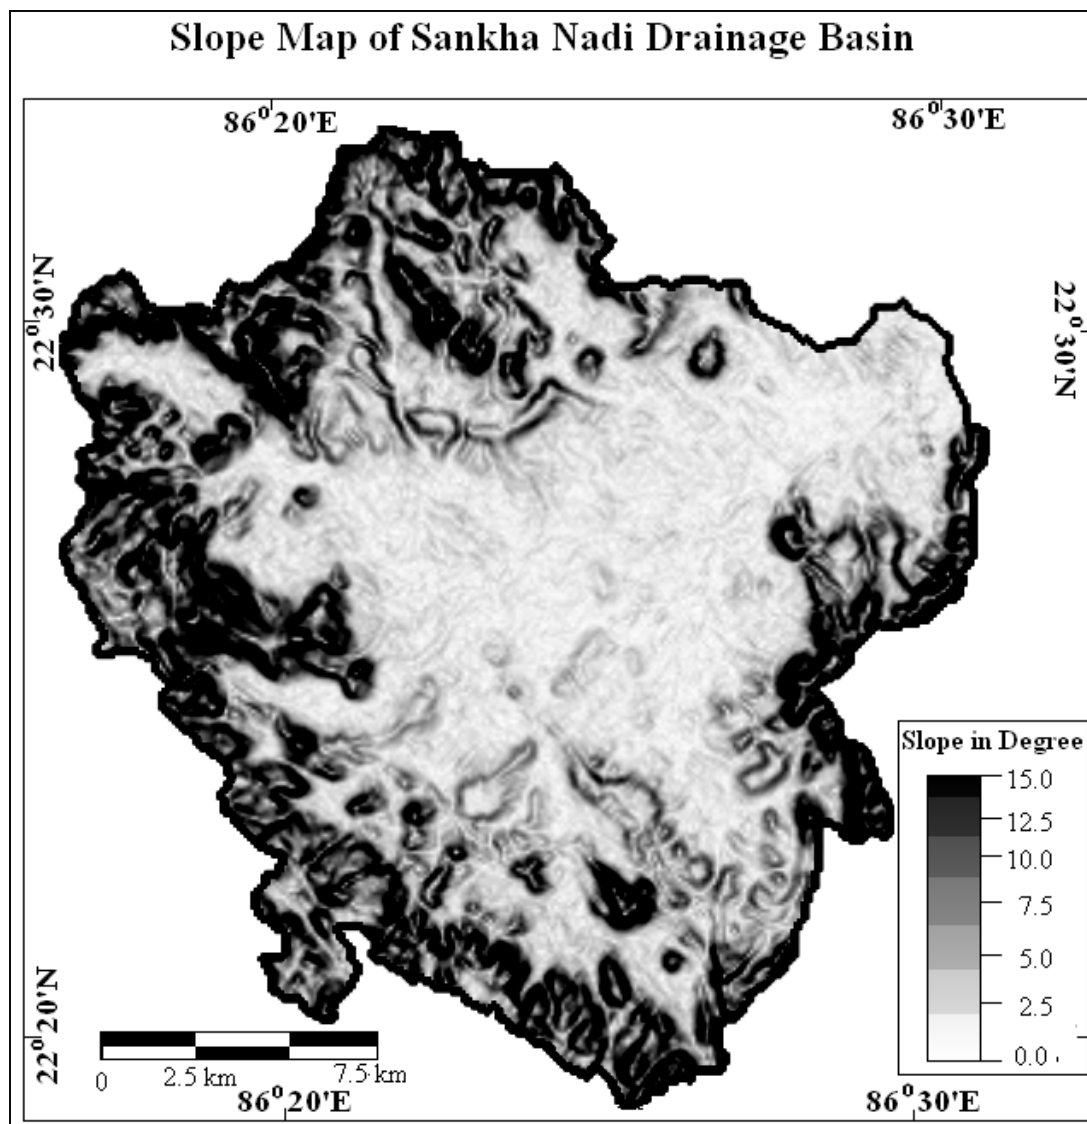 Slope Map of Sankha Nadi Drainage Basin
86°20'E
86°30'E
22°30'N
22°30'N
Slope in Degree
15.0
12.5
10.0
7.5
5.0
2.5
0.0
22°20'N
0 2.5 km 7.5 km
86°20'E
86°30'E